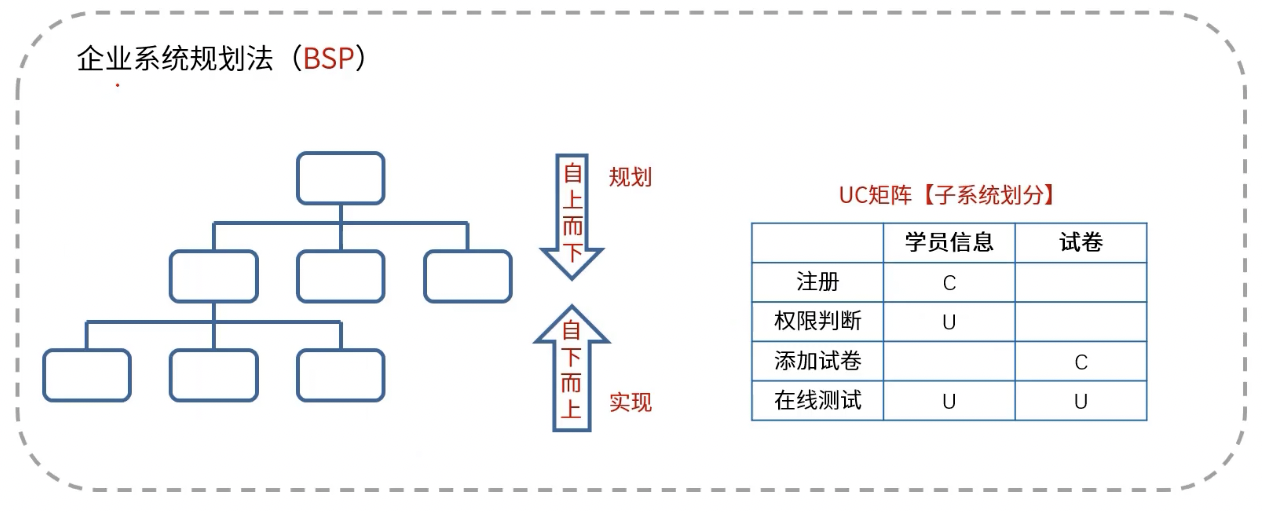 企业系统规划法（BSP）
自上而下
规划
自下而上
实现
UC矩阵【子系统划分】
学员信息 试卷
注册 C
权限判断 U
添加试卷 C
在线测试 U U